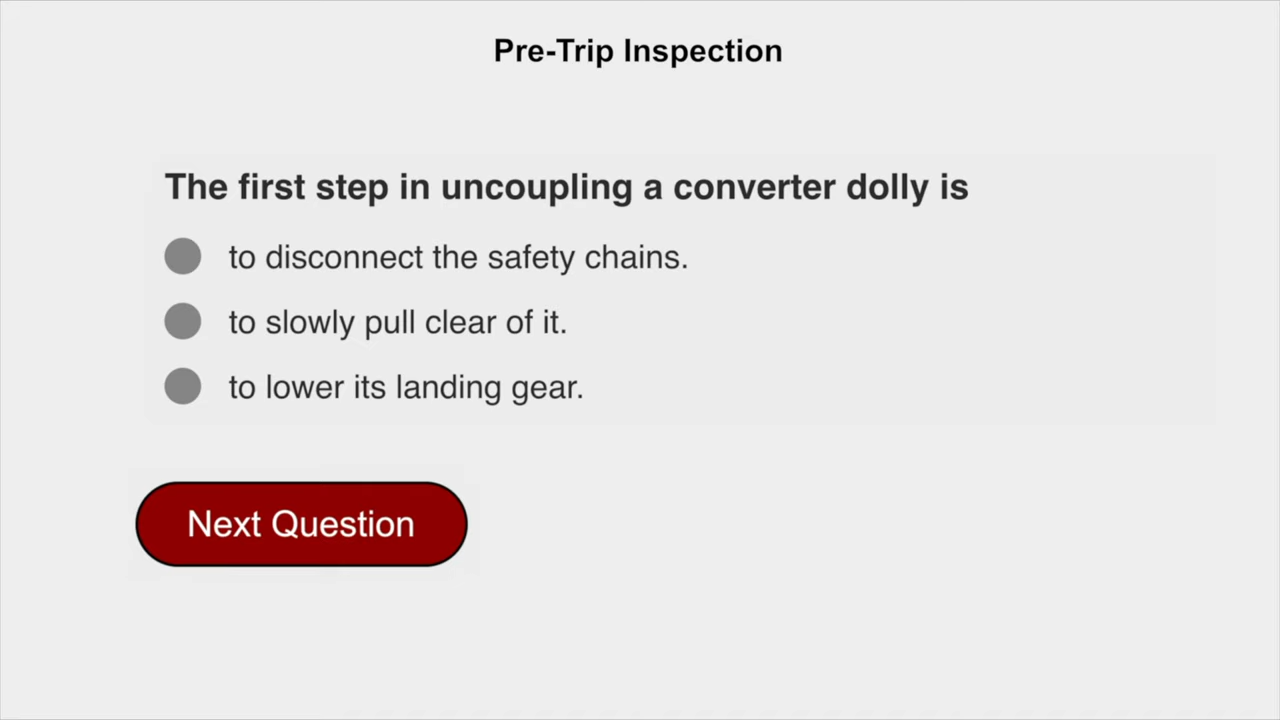 Pre-Trip Inspection
The first step in uncoupling a converter dolly is
to disconnect the safety chains.
to slowly pull clear of it.
to lower its landing gear.
Next Question